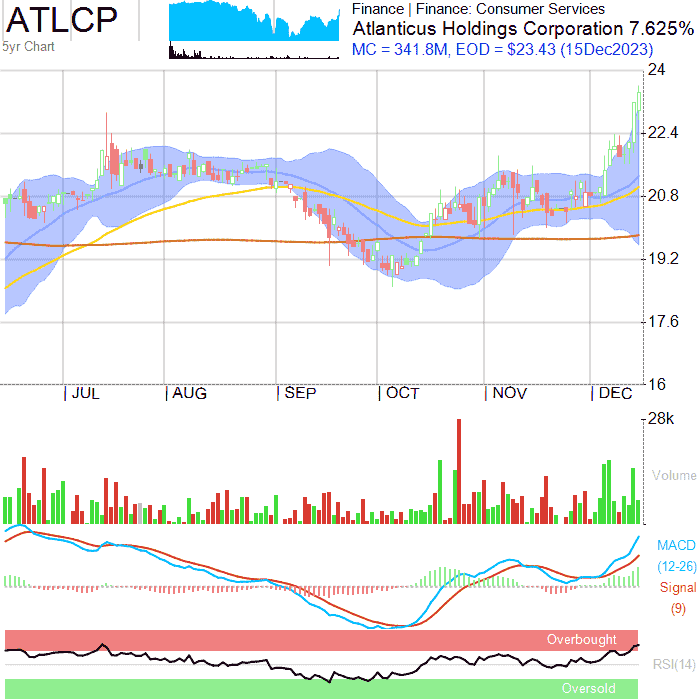 ATLCP
5yr Chart
Finance | Finance: Consumer Services
Atlanticus Holdings Corporation 7.625%
MC = 341.8M, EOD = $23.43 (15Dec2023)
24
22.4
20.8
19.2
17.6
16
JUL AUG SEP OCT NOV DEC
28k
Volume
MACD
(12-26)
Signal
(9)
Overbought
RSI(14)
Oversold